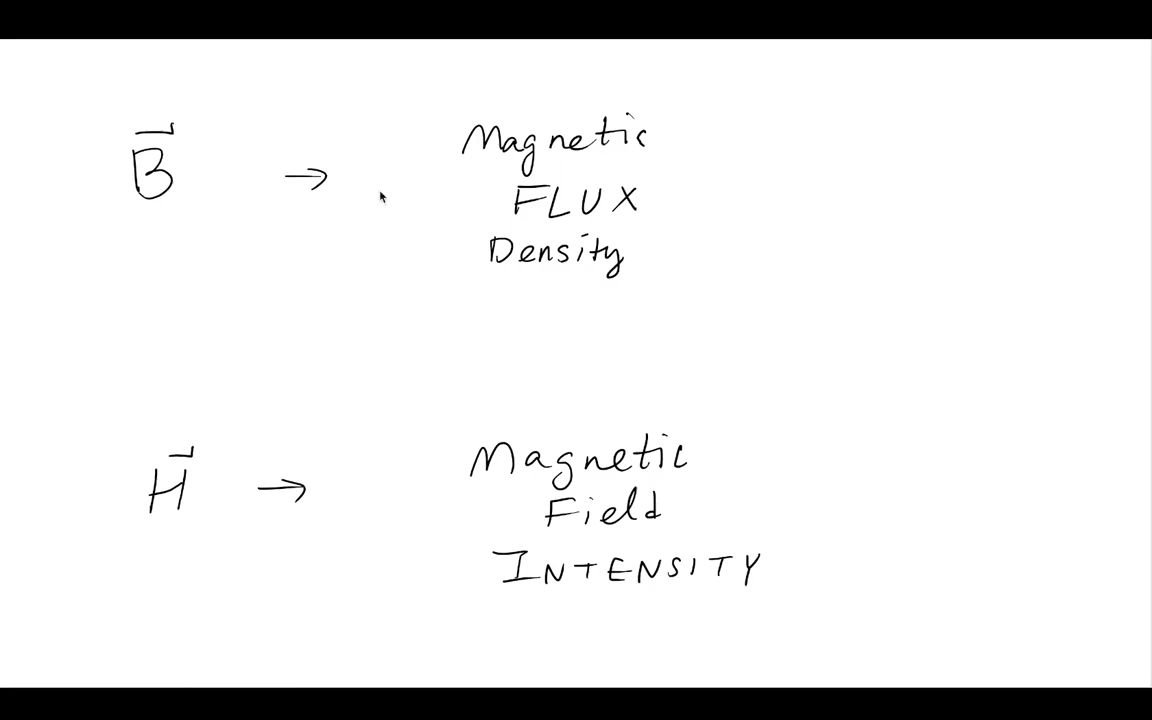 B⃗ → Magnetic
FLUX
Density
H⃗ → Magnetic
Field
INTENSITY